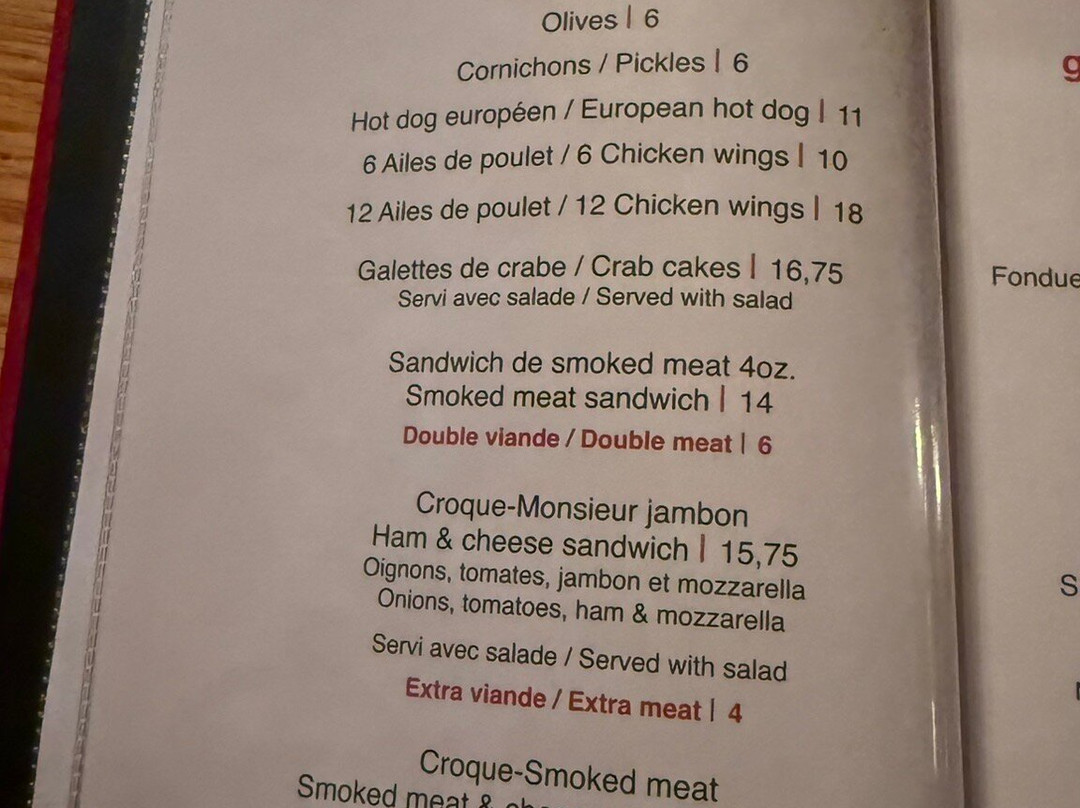 Olives | 6
Cornichons / Pickles | 6
Hot dog européen / European hot dog | 11
6 Ailes de poulet / 6 Chicken wings | 10
12 Ailes de poulet / 12 Chicken wings | 18
Galettes de crabe / Crab cakes | 16,75
Servi avec salade / Served with salad
Sandwich de smoked meat 4oz.
Smoked meat sandwich | 14
Double viande / Double meat | 6
Croque-Monsieur jambon
Ham & cheese sandwich | 15,75
Oignons, tomates, jambon et mozzarella
Onions, tomatoes, ham & mozzarella
Servi avec salade / Served with salad
Extra viande / Extra meat | 4
Croque-Smoked meat
Smoked meat &
Fondue